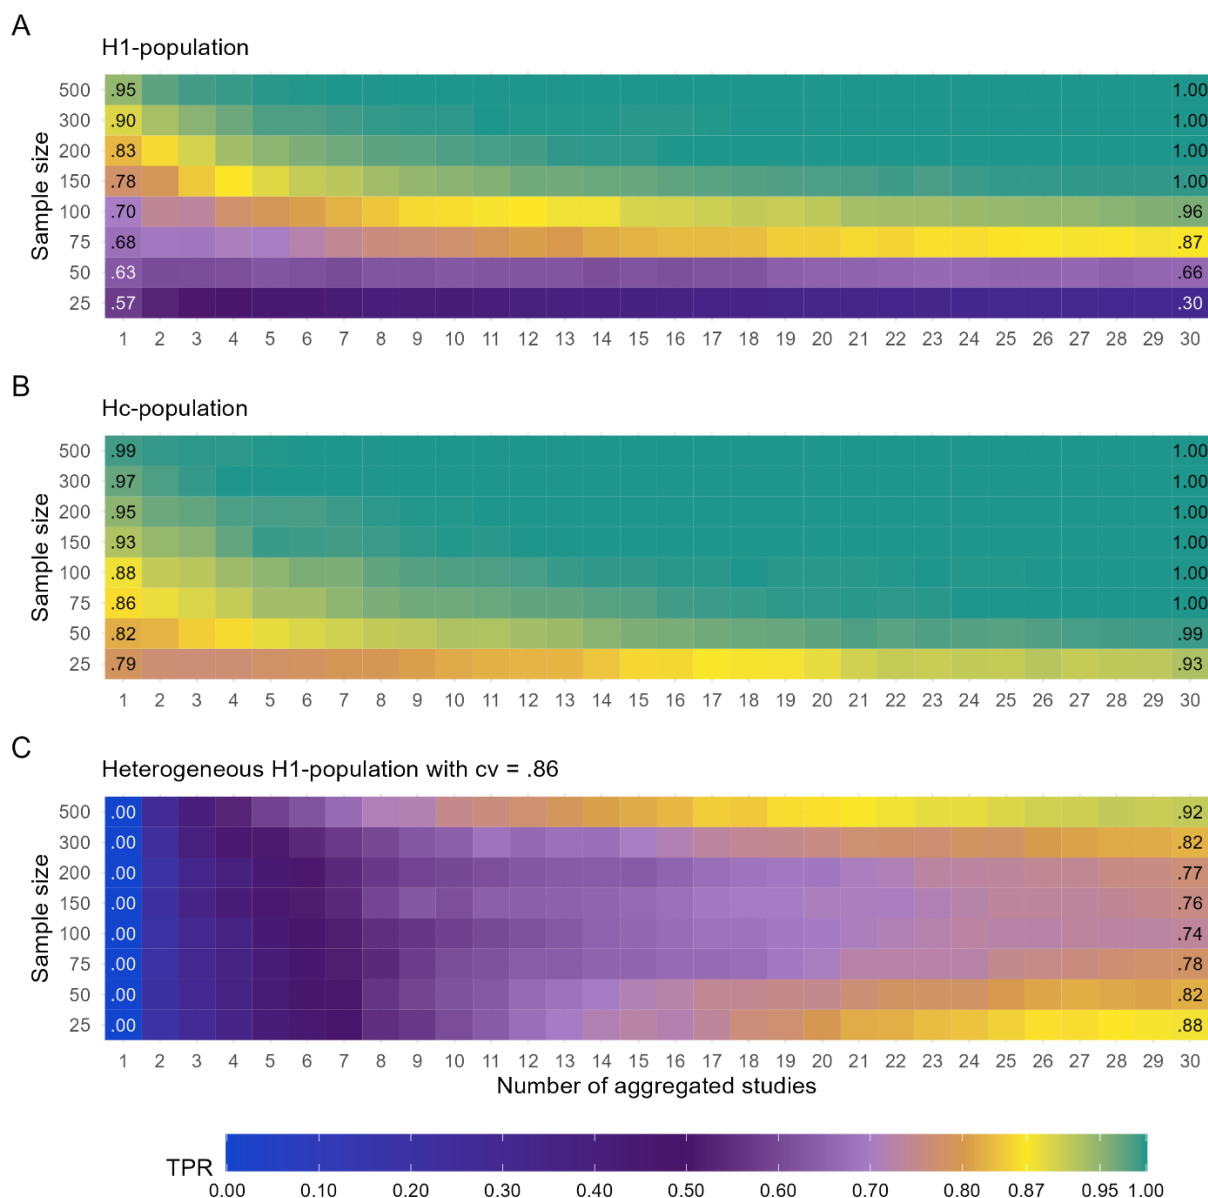 A
H1-population
Sample size
500 .95 1.00
300 .90 1.00
200 .83 1.00
150 .78 1.00
100 .70 .96
75 .68 .87
50 .63 .66
25 .57 .30
1 2 3 4 5 6 7 8 9 10 11 12 13 14 15 16 17 18 19 20 21 22 23 24 25 26 27 28 29 30
B
Hc-population
Sample size
500 .99 1.00
300 .97 1.00
200 .95 1.00
150 .93 1.00
100 .88 1.00
75 .86 1.00
50 .82 .99
25 .79 .93
1 2 3 4 5 6 7 8 9 10 11 12 13 14 15 16 17 18 19 20 21 22 23 24 25 26 27 28 29 30
C
Heterogeneous H1-population with cv = .86
Sample size
500 .00 .92
300 .00 .82
200 .00 .77
150 .00 .76
100 .00 .74
75 .00 .78
50 .00 .82
25 .00 .88
1 2 3 4 5 6 7 8 9 10 11 12 13 14 15 16 17 18 19 20 21 22 23 24 25 26 27 28 29 30
Number of aggregated studies
TPR
0.00 0.10 0.20 0.30 0.40 0.50 0.60 0.70 0.80 0.87 0.95 1.00